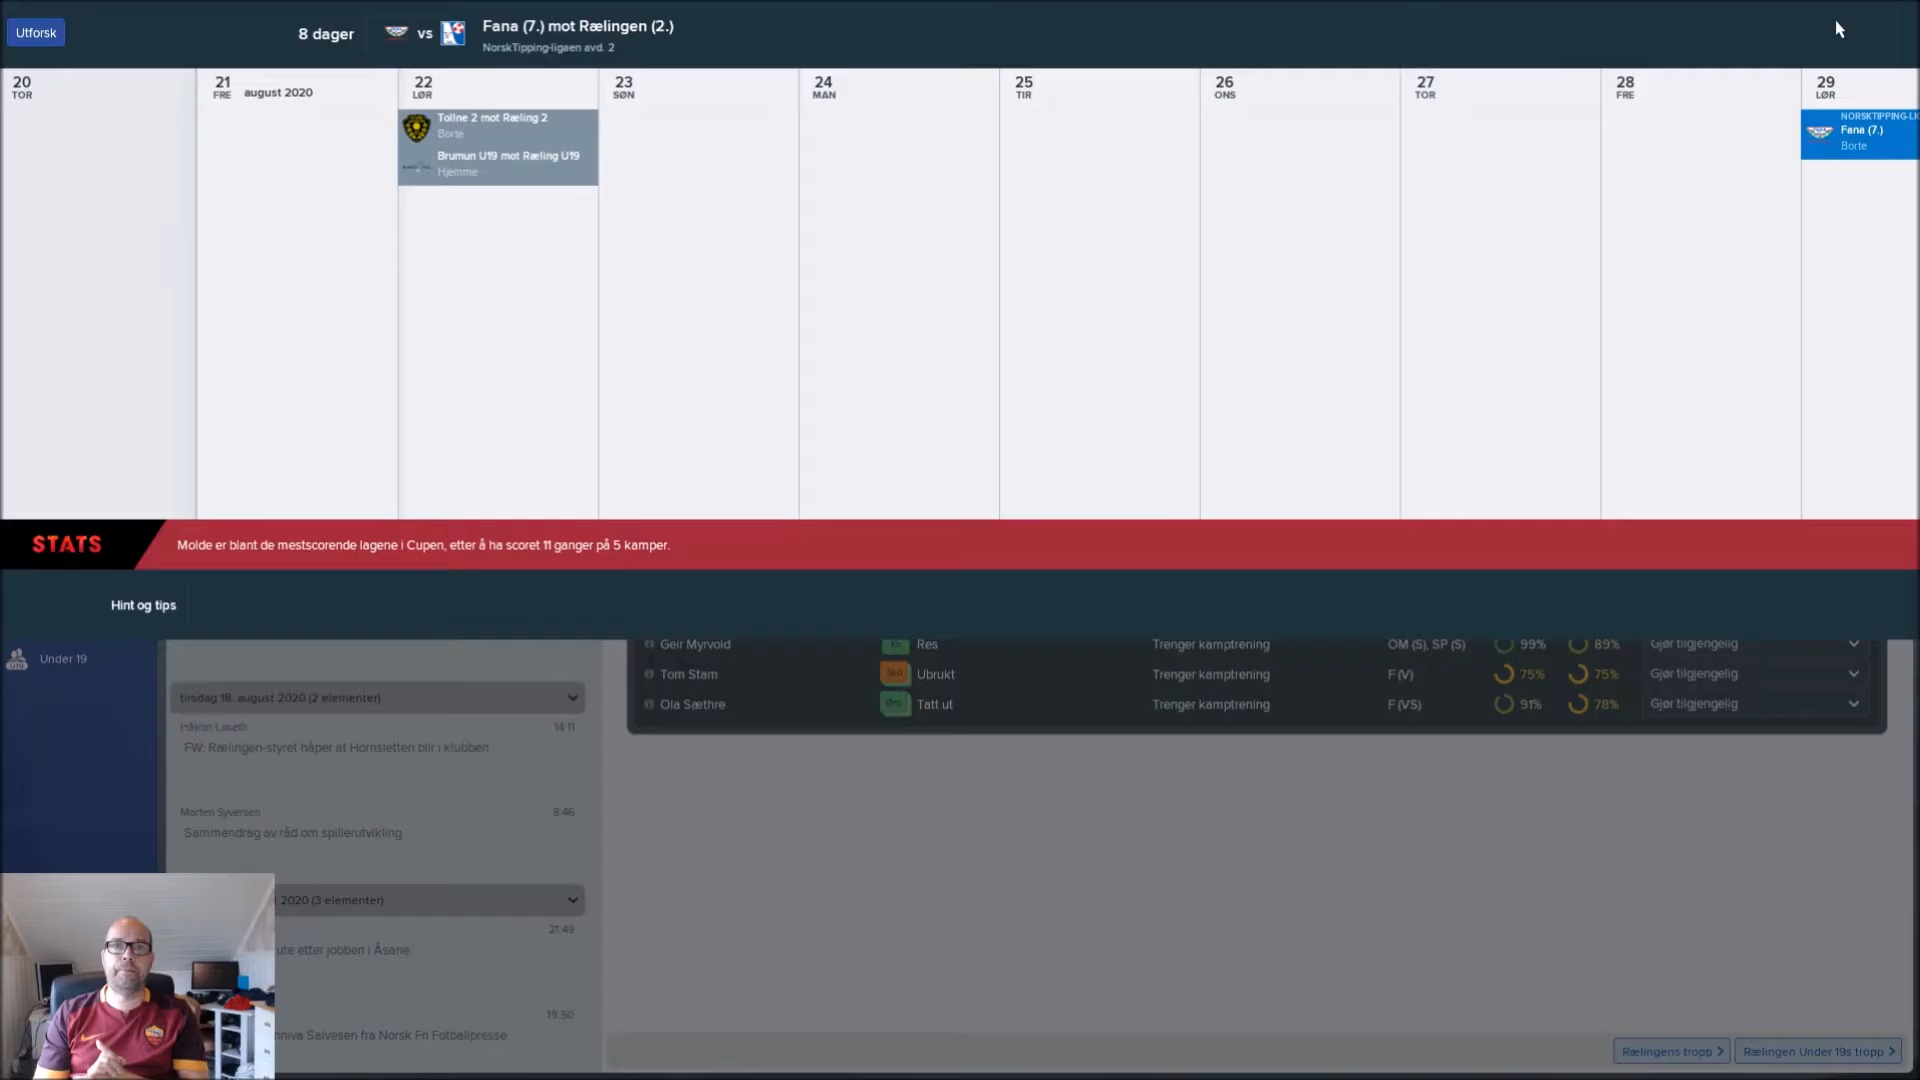 Utforsk
8 dager
vs
Fana (7.) mot Rælingen (2.)
NorskTipping-ligaen avd. 2
20
TOR
21
FRE
august 2020
22
LØR
23
SØN
24
MAN
25
TIR
26
ONS
27
TOR
28
FRE
29
LØR
Tollne 2 mot Ræling 2
Borte
Brumun U19 mot Ræling U19
Hjemme
NORSKTIPPING-LI
Fana (7.)
Borte
STATS
Molde er blant de mestscorende lagene i Cupen, etter å ha scoret 11 ganger på 5 kamper.
Hint og tips
Under 19
Geir Myrvold
Res
Trenger kamptrening
OM (S), SP (S)
99%
89%
Gjør tilgjengelig
Tom Stam
Ubrukt
Trenger kamptrening
F (V)
75%
75%
Gjør tilgjengelig
Ola Sæthre
Tatt ut
Trenger kamptrening
F (VS)
91%
78%
Gjør tilgjengelig
tirsdag 18. august 2020 (2 elementer)
Håkon Løseth
14:11
FW: Rælingen-styret håper at Hornsletten blir i klubben
Morten Syversen
8:46
Sammendrag av råd om spillerutvikling
2020 (3 elementer)
21:49
ute etter jobben i Åsane
19:50
nniva Salvesen fra Norsk Fri Fotballpresse
Rælingens tropp
Rælingen Under 19s tropp